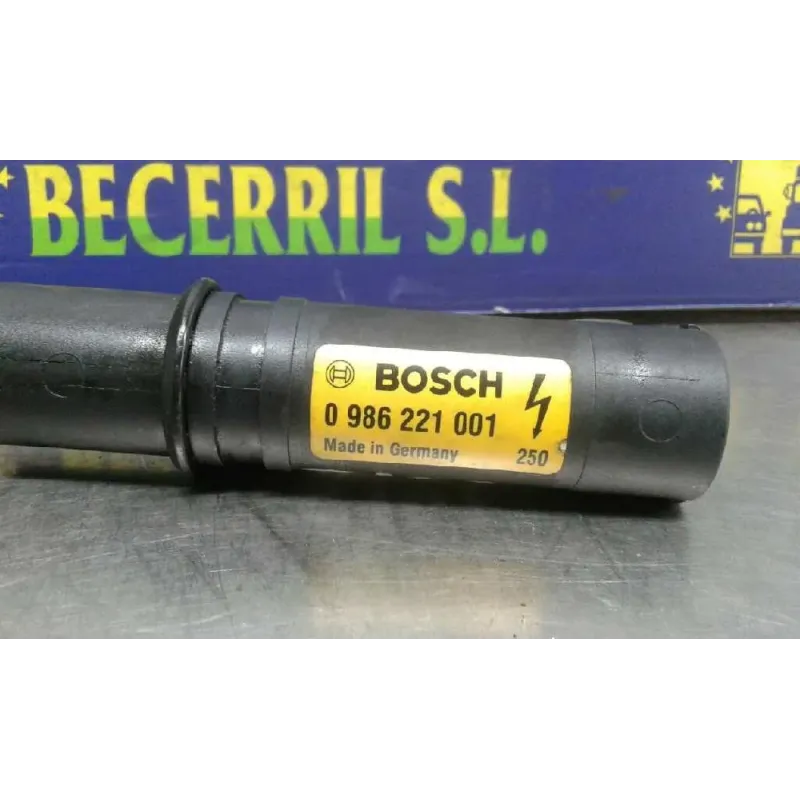 BECERRIL S.L.
BOSCH
0 986 221 001
Made in Germany
250